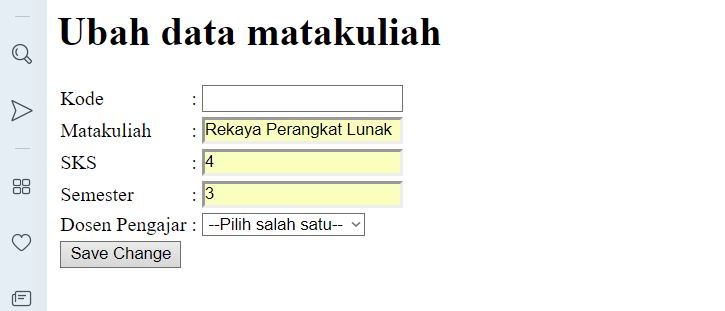 Ubah data matakuliah
Kode :
Matakuliah : Rekaya Perangkat Lunak
SKS : 4
Semester : 3
Dosen Pengajar : --Pilih salah satu--
Save Change